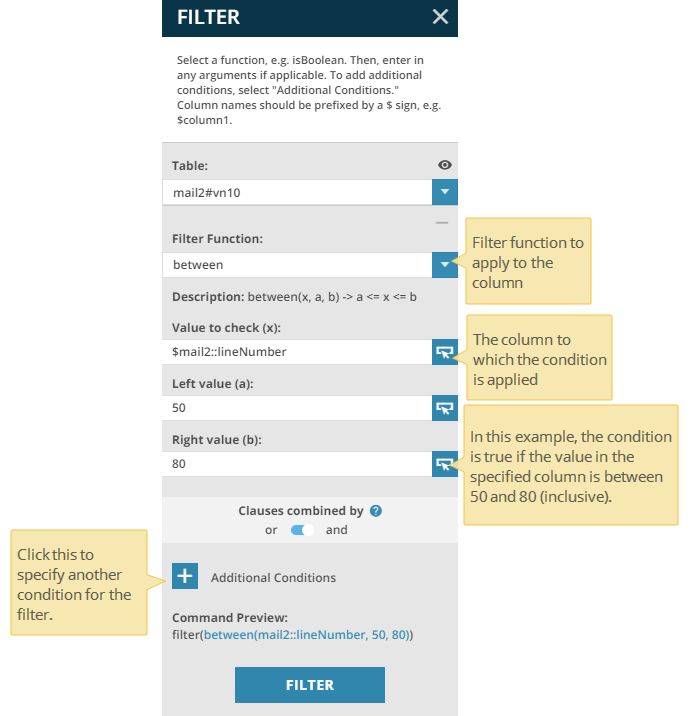 FILTER
Select a function, e.g. isBoolean. Then, enter in
any arguments if applicable. To add additional
conditions, select "Additional Conditions."
Column names should be prefixed by a $ sign, e.g.
$column1.
Table:
mail2#vn10
Filter Function:
between
Description: between(x, a, b) -> a <= x <= b
Value to check (x):
$mail2::lineNumber
Left value (a):
50
Right value (b):
80
Clauses combined by ?
or and
Additional Conditions
Command Preview:
filter(between(mail2::lineNumber, 50, 80))
FILTER
Filter function to
apply to the
column
The column to
which the condition
is applied
In this example, the condition
is true if the value in the
specified column is between
50 and 80 (inclusive).
Click this to
specify another
condition for the
filter.